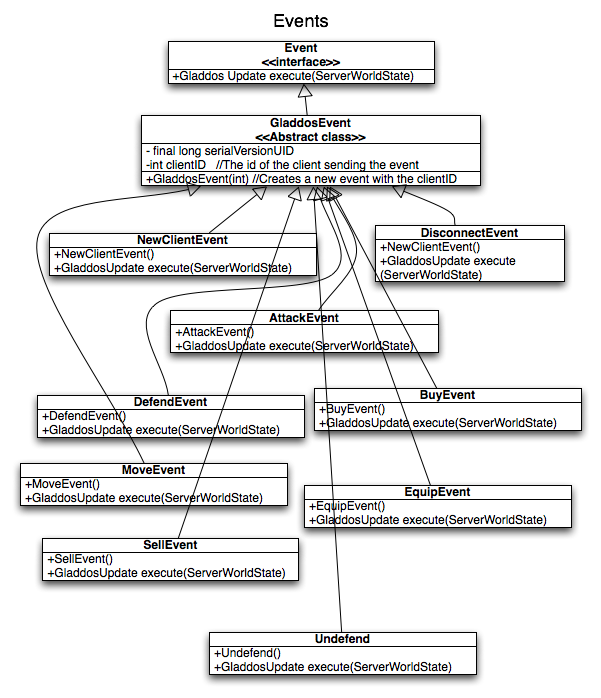 Events
Event
<<interface>>
+Gladdos Update execute(ServerWorldState)
GladdosEvent
<<Abstract class>>
- final long serialVersionUID
-int clientID //The id of the client sending the event
+GladdosEvent(int) //Creates a new event with the clientID
NewClientEvent
+NewClientEvent()
+GladdosUpdate execute(ServerWorldState)
DisconnectEvent
+NewClientEvent()
+GladdosUpdate execute
(ServerWorldState)
AttackEvent
+AttackEvent()
+GladdosUpdate execute(ServerWorldState)
DefendEvent
+DefendEvent()
+GladdosUpdate execute(ServerWorldState)
BuyEvent
+BuyEvent()
+GladdosUpdate execute(ServerWorldState)
MoveEvent
+MoveEvent()
+GladdosUpdate execute(ServerWorldState)
EquipEvent
+EquipEvent()
+GladdosUpdate execute(ServerWorldState)
SellEvent
+SellEvent()
+GladdosUpdate execute(ServerWorldState)
Undefend
+Undefend()
+GladdosUpdate execute(ServerWorldState)